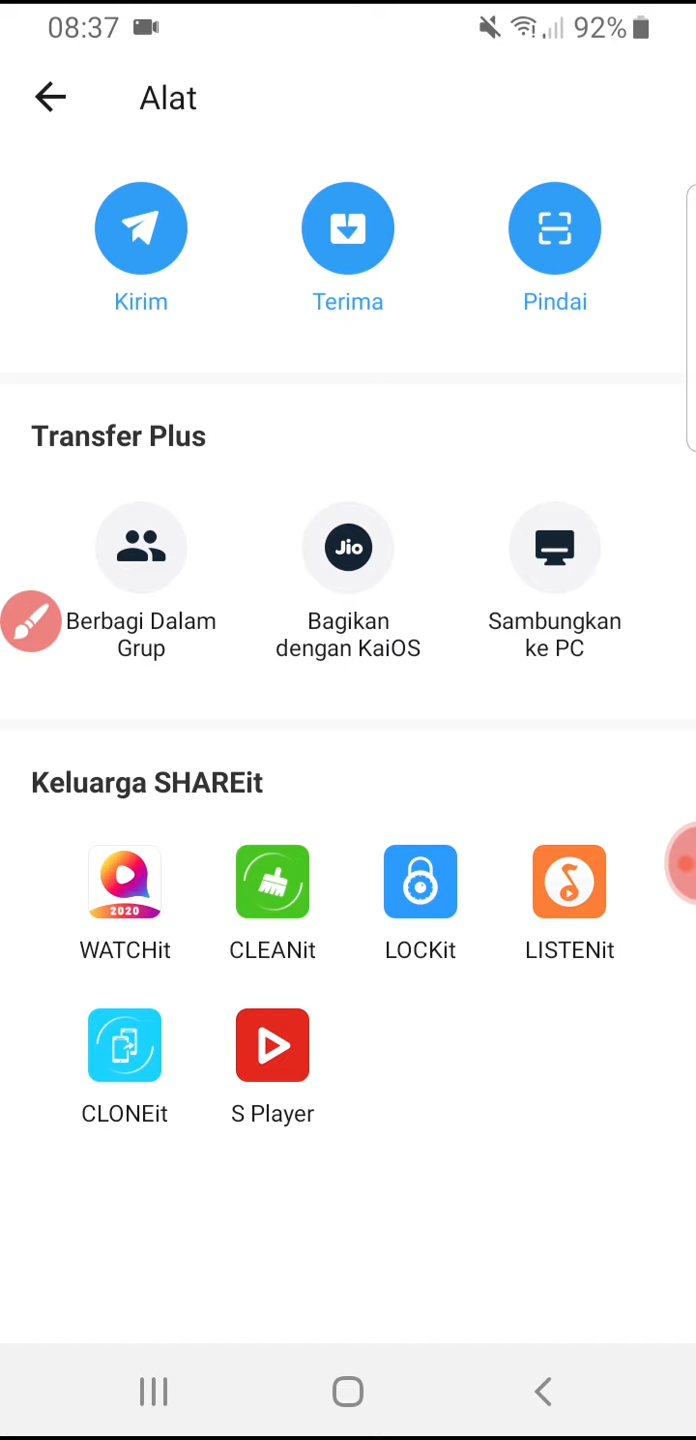 08:37 92%
Alat
Kirim Terima Pindai
Transfer Plus
Jio
Berbagi Dalam Grup
Bagikan dengan KaiOS
Sambungkan ke PC
Keluarga SHAREit
2020
WATCHit CLEANit LOCKit LISTENit
CLONEit S Player